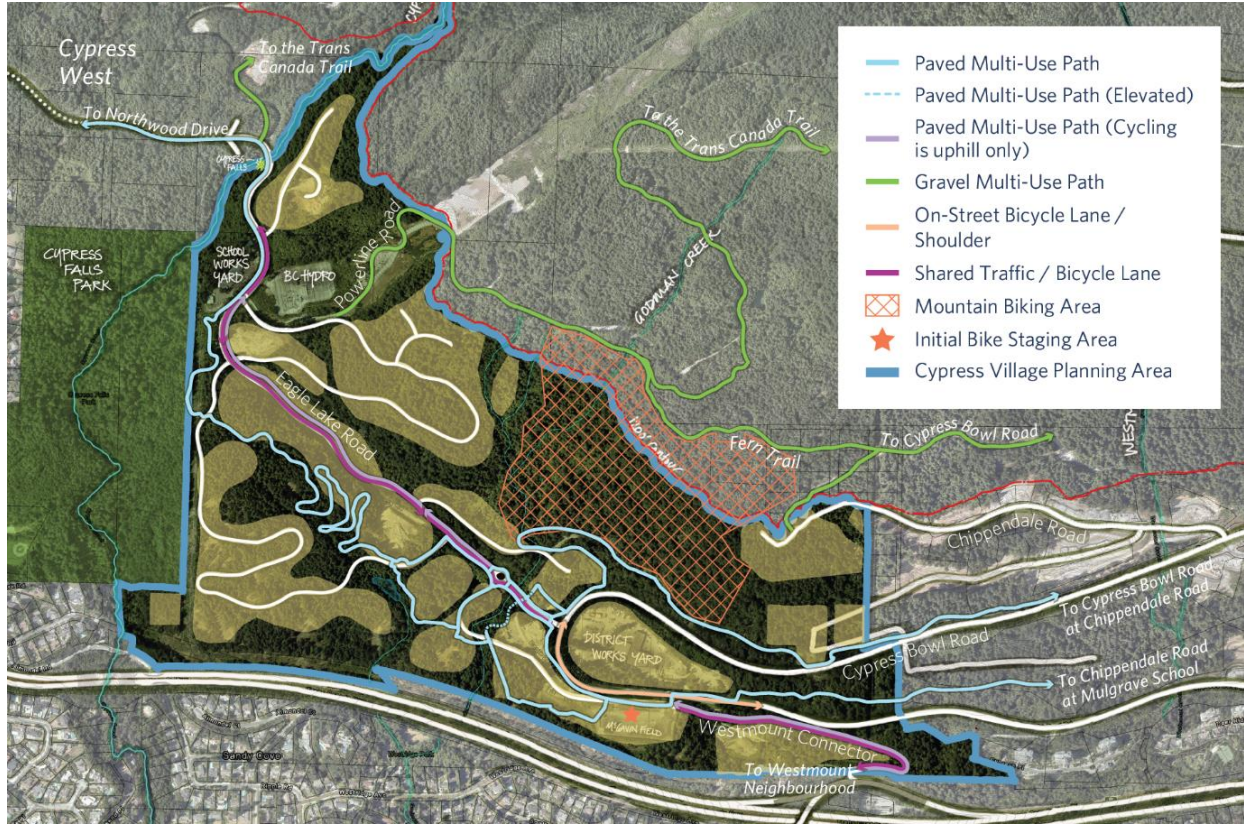 Cypress
West
To the Trans
Canada Trail
To Northwood Drive
CYPRESS
FALLS
To the Trans Canada Trail
Paved Multi-Use Path
Paved Multi-Use Path (Elevated)
Paved Multi-Use Path (Cycling
is uphill only)
Gravel Multi-Use Path
On-Street Bicycle Lane /
Shoulder
Shared Traffic / Bicycle Lane
Mountain Biking Area
Initial Bike Staging Area
Cypress Village Planning Area
CYPRESS
FALLS
PARK
SCHOOL
WORKS
YARD
BC HYDRO
Powerline Road
GODMAN CREEK
Eagle Lake Road
Fern Trail
To Cypress Bowl Road
Chippendale Road
To Cypress Bowl Road
at Chippendale Road
Cypress Bowl Road
DISTRICT
WORKS YARD
To Chippendale Road
at Mulgrave School
McGAVIN FIELD
Westmount Connector
To Westmount
Neighbourhood
Sandy Cove